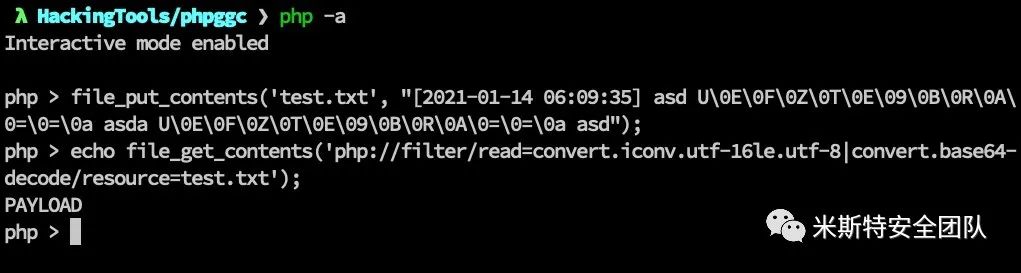 λ HackingTools/phpggc ❯ php -a
Interactive mode enabled
php > file_put_contents('test.txt', "[2021-01-14 06:09:35] asd U\0E\0F\0Z\0T\0E\09\0B\0R\0A\
0=\0=\0a asda U\0E\0F\0Z\0T\0E\09\0B\0R\0A\0=\0=\0a asd");
php > echo file_get_contents('php://filter/read=convert.iconv.utf-16le.utf-8|convert.base64-
decode/resource=test.txt');
PAYLOAD
php >
米斯特安全团队